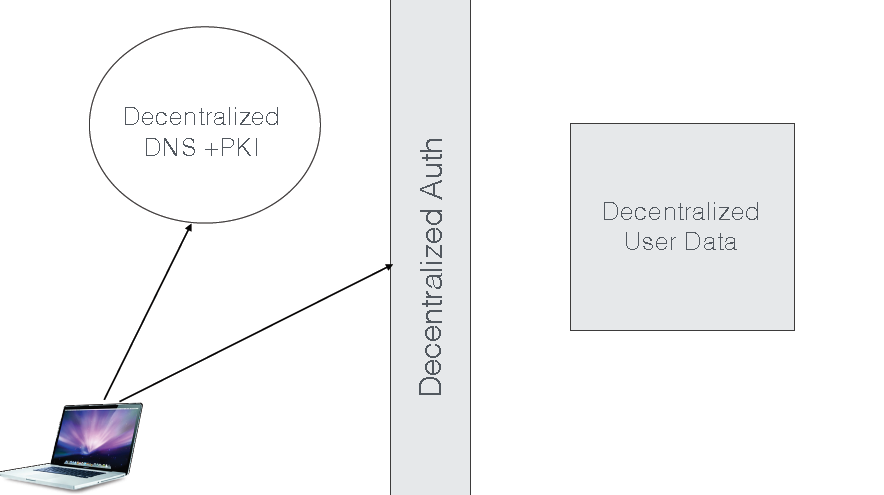 Decentralized
DNS +PKI
Decentralized Auth
Decentralized
User Data